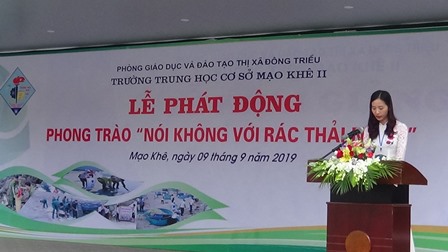 PHÒNG GIÁO DỤC VÀ ĐÀO TẠO THỊ XÃ ĐÔNG TRIỀU
TRƯỜNG TRUNG HỌC CƠ SỞ MẠO KHÊ II
LỄ PHÁT ĐỘNG
PHONG TRÀO “NÓI KHÔNG VỚI RÁC THẢI
Mạo Khê, ngày 09 tháng 9 năm 2019